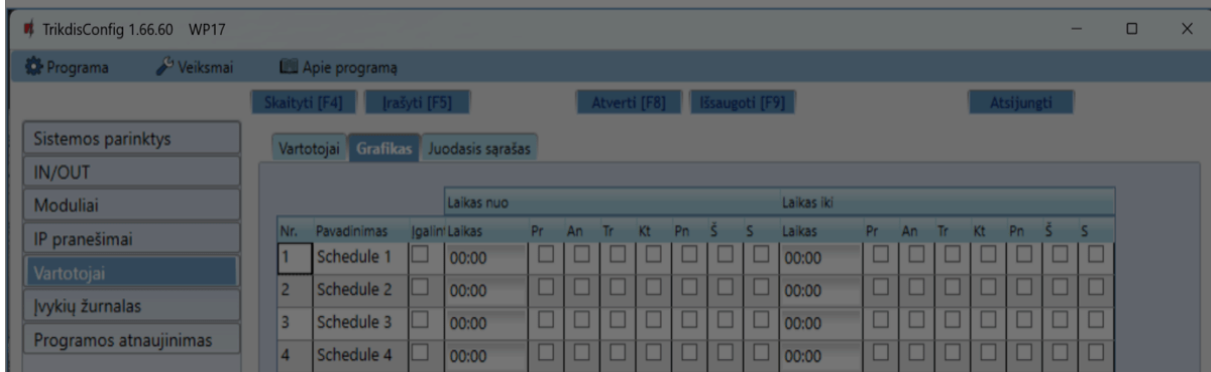 TrikdisConfig 1.66.60 WP17
Programa Veiksmai Apie programą
Skaityti [F4] Įrašyti [F5] Atverti [F8] Išsaugoti [F9] Atsijungti
Sistemos parinktys
IN/OUT
Moduliai
IP pranešimai
Vartotojai
Įvykių žurnalas
Programos atnaujinimas
Vartotojai Grafikas Juodasis sąrašas
Laikas nuo Laikas iki
Nr. Pavadinimas Įgalin Laikas Pr An Tr Kt Pn Š S Laikas Pr An Tr Kt Pn Š S
1 Schedule 1 00:00 00:00
2 Schedule 2 00:00 00:00
3 Schedule 3 00:00 00:00
4 Schedule 4 00:00 00:00